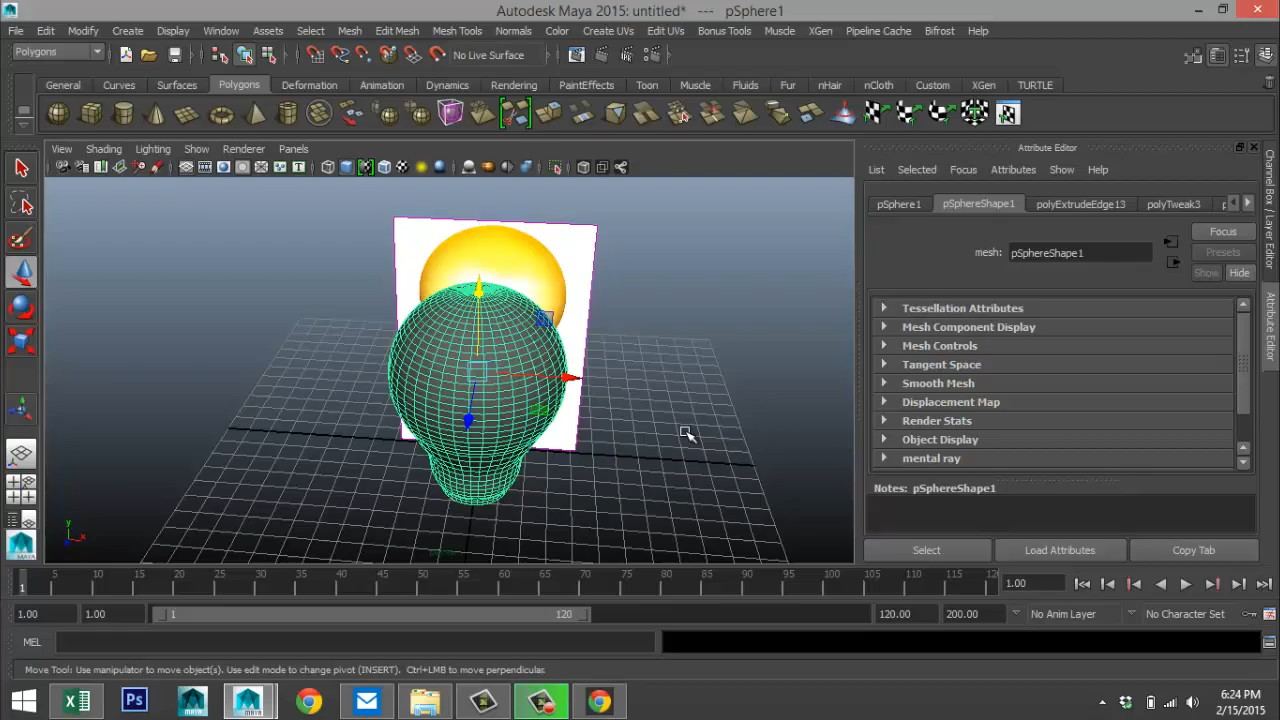 Autodesk Maya 2015: untitled* --- pSphere1
File Edit Modify Create Display Window Assets Select Mesh Edit Mesh Mesh Tools Normals Color Create UVs Edit UVs Bonus Tools Muscle XGen Pipeline Cache Bifrost Help
Polygons No Live Surface
General Curves Surfaces Polygons Deformation Animation Dynamics Rendering PaintEffects Toon Muscle Fluids Fur nHair nCloth Custom XGen TURTLE
View Shading Lighting Show Renderer Panels
Attribute Editor
List Selected Focus Attributes Show Help
pSphere1 pSphereShape1 polyExtrudeEdge13 polyTweak3
Focus
mesh: pSphereShape1 Presets
Show Hide
Tessellation Attributes
Mesh Component Display
Mesh Controls
Tangent Space
Smooth Mesh
Displacement Map
Render Stats
Object Display
mental ray
Notes: pSphereShape1
Select Load Attributes Copy Tab
Channel Box / Layer Editor
Attribute Editor
y
x
z
MAYA
1 5 10 15 20 25 30 35 40 45 50 55 60 65 70 75 80 85 90 95 100 105 110 115 120 1.00
1.00 1.00 1 120 120.00 200.00 No Anim Layer No Character Set
MEL
Move Tool: Use manipulator to move object(s). Use edit mode to change pivot (INSERT). Ctrl+LMB to move perpendicular.
Ps
MAYA
MAYA
6:24 PM
2/15/2015